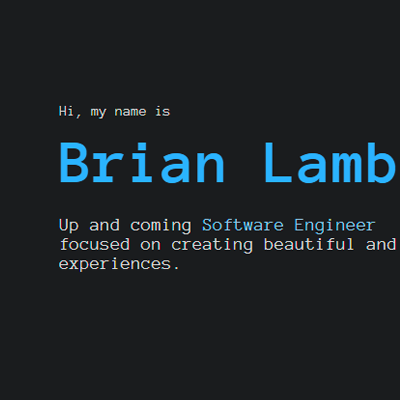 Hi, my name is
Brian Lamb
Up and coming Software Engineer
focused on creating beautiful and
experiences.